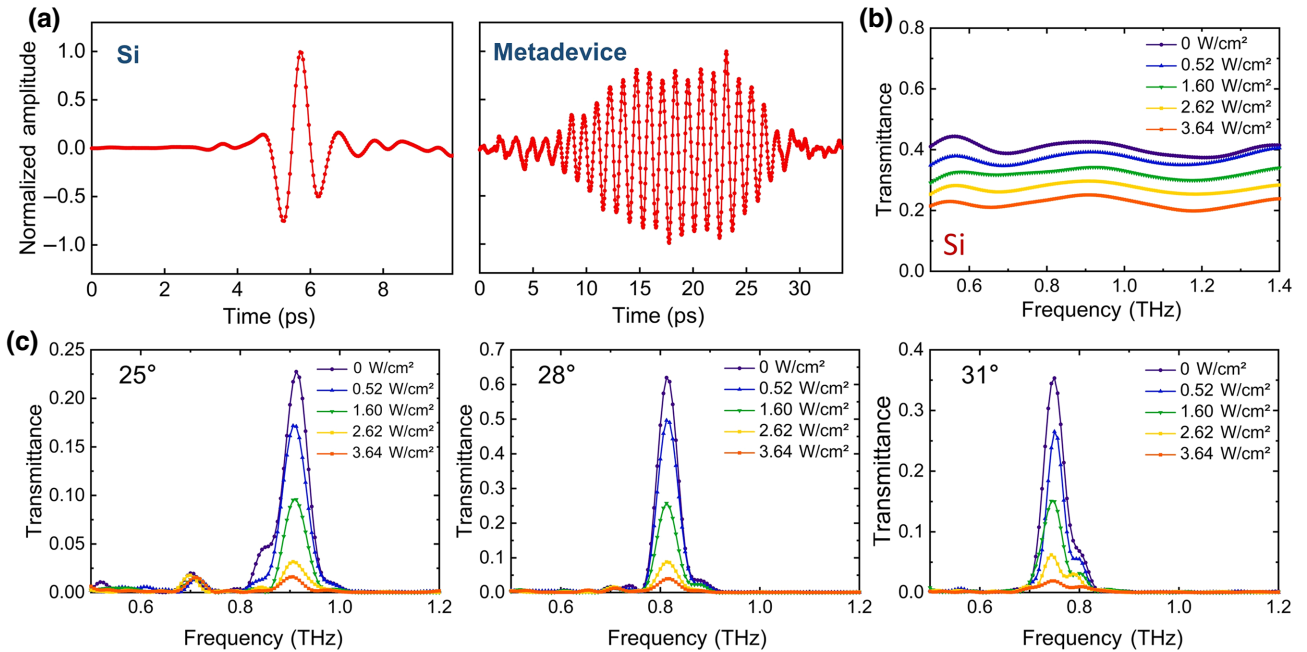 (a)
Si
Normalized amplitude
1.0
0.5
0.0
−0.5
−1.0
0 2 4 6 8
Time (ps)
Metadevice
0 5 10 15 20 25 30
Time (ps)
(b)
Transmittance
0.8
0.6
0.4
0.2
0.0
0 W/cm²
0.52 W/cm²
1.60 W/cm²
2.62 W/cm²
3.64 W/cm²
Si
0.6 0.8 1.0 1.2 1.4
Frequency (THz)
(c)
Transmittance
0.25
0.20
0.15
0.10
0.05
0.00
25°
0 W/cm²
0.52 W/cm²
1.60 W/cm²
2.62 W/cm²
3.64 W/cm²
0.6 0.8 1.0 1.2
Frequency (THz)
Transmittance
0.7
0.6
0.5
0.4
0.3
0.2
0.1
0.0
28°
0 W/cm²
0.52 W/cm²
1.60 W/cm²
2.62 W/cm²
3.64 W/cm²
0.6 0.8 1.0 1.2
Frequency (THz)
Transmittance
0.4
0.3
0.2
0.1
0.0
31°
0 W/cm²
0.52 W/cm²
1.60 W/cm²
2.62 W/cm²
3.64 W/cm²
0.6 0.8 1.0 1.2
Frequency (THz)